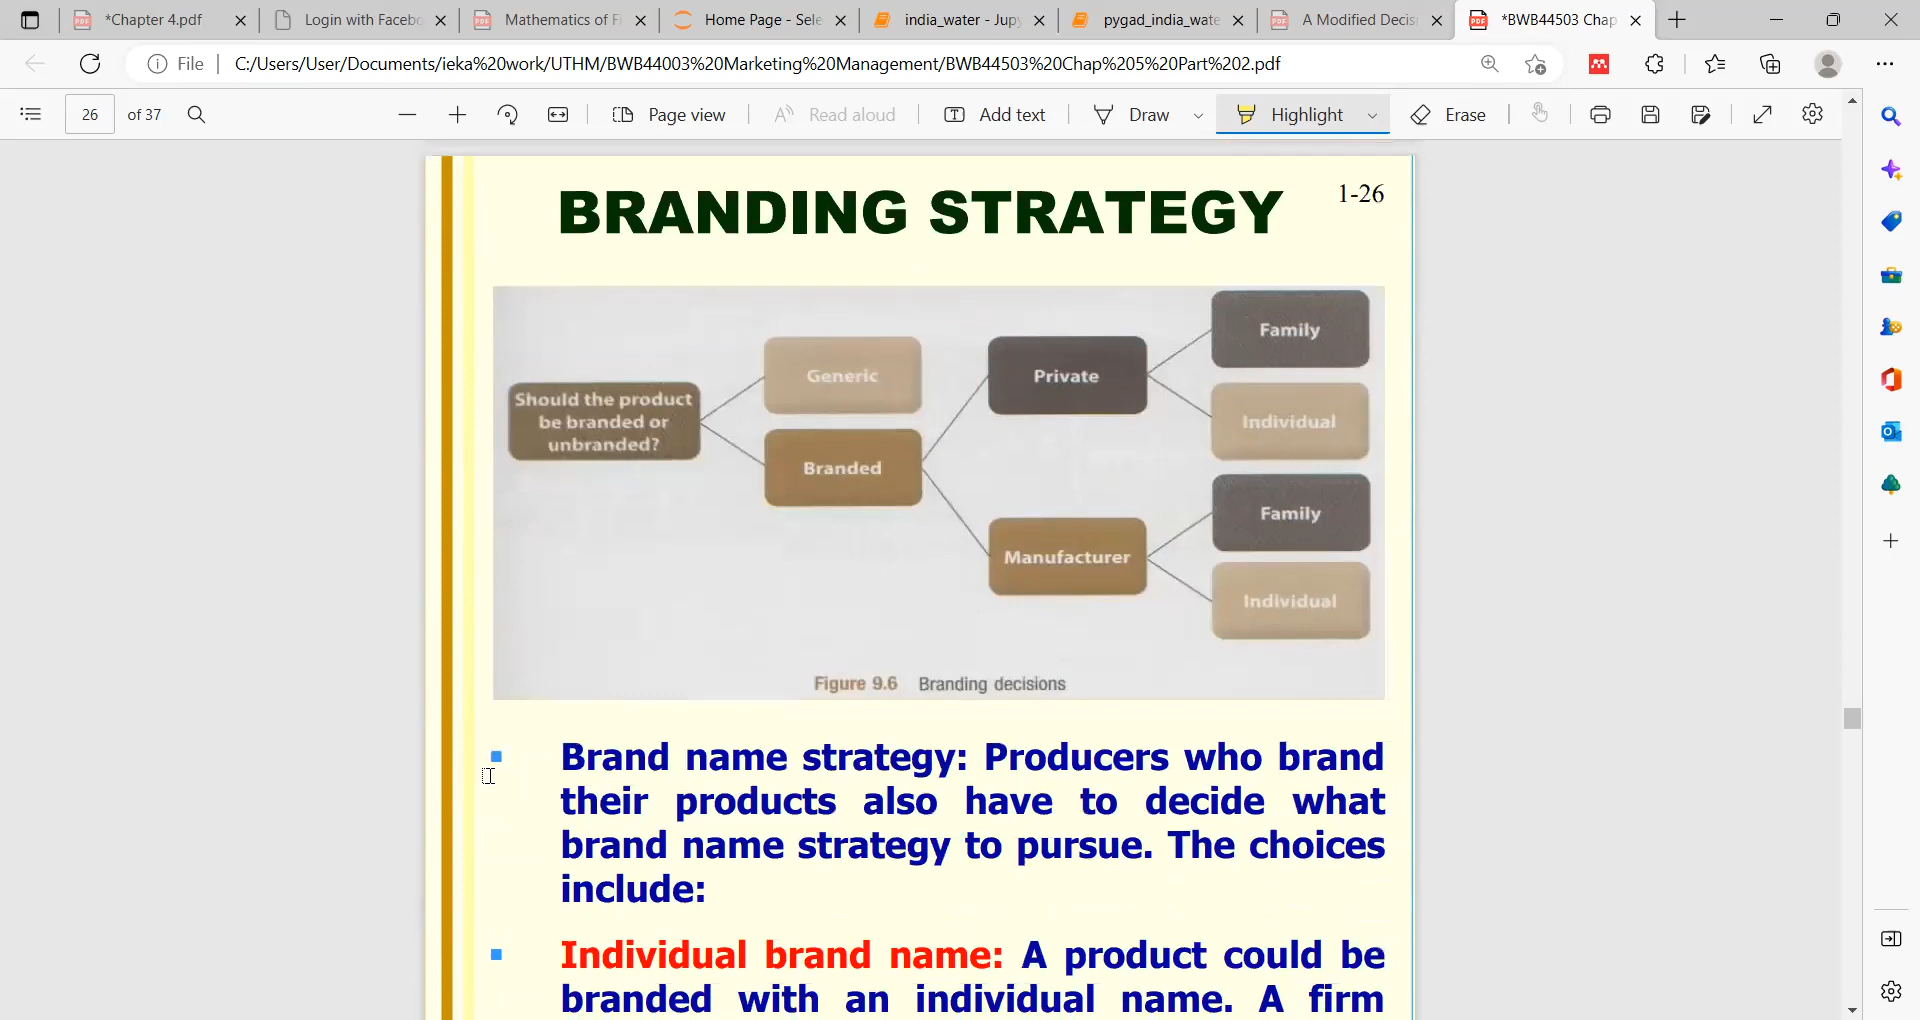 *Chapter 4.pdf
Login with Facebo
Mathematics of Fi
Home Page - Sele
india_water - Jupy
pygad_india_wate
A Modified Decis
*BWB44503 Chap
File
C:/Users/User/Documents/ieka%20work/UTHM/BWB44003%20Marketing%20Management/BWB44503%20Chap%205%20Part%202.pdf
26 of 37
Page view
Read aloud
Add text
Draw
Highlight
Erase
BRANDING STRATEGY
1-26
Should the product
be branded or
unbranded?
Generic
Branded
Private
Manufacturer
Family
Individual
Family
Individual
Figure 9.6 Branding decisions
Brand name strategy: Producers who brand
their products also have to decide what
brand name strategy to pursue. The choices
include:
Individual brand name: A product could be
branded with an individual name. A firm